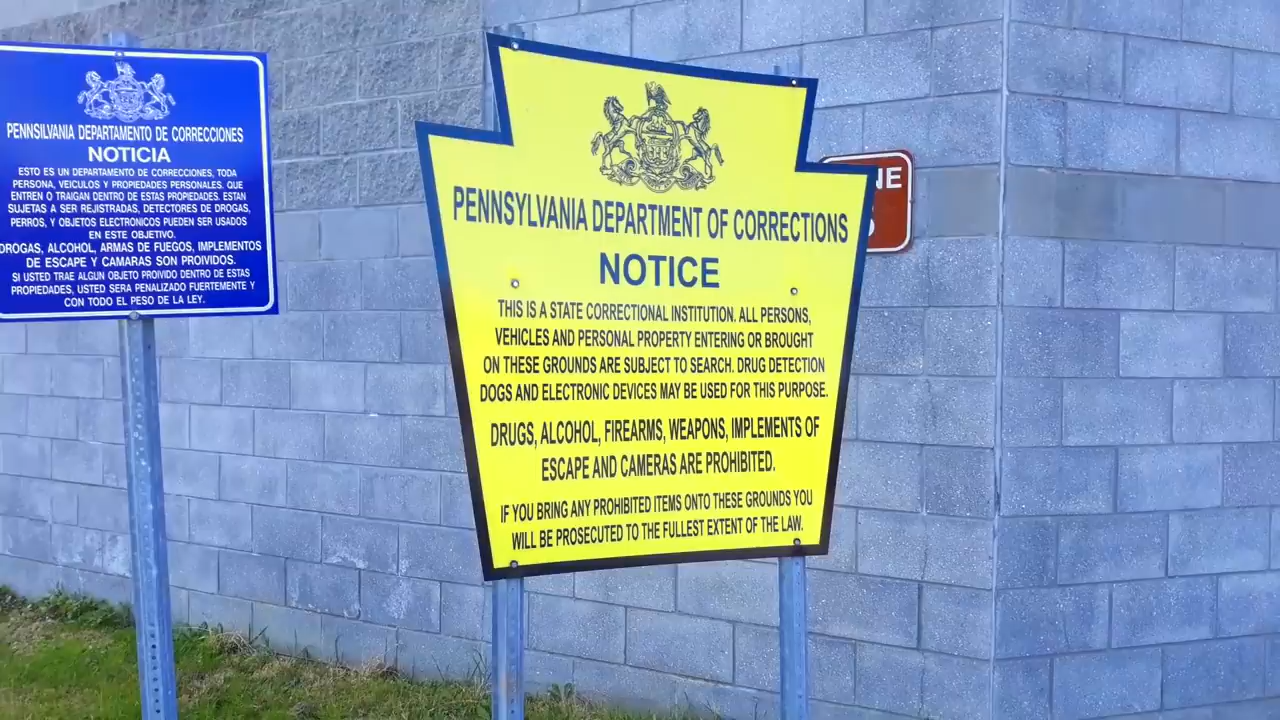 PENNSILVANIA DEPARTAMENTO DE CORRECCIONES
NOTICIA
ESTO ES UN DEPARTAMENTO DE CORRECCIONES, TODA
PERSONA, VEICULOS Y PROPIEDADES PERSONALES. QUE
ENTREN O TRAIGAN DENTRO DE ESTAS PROPIEDADES. ESTAN
SUJETAS A SER REJISTRADAS, DETECTORES DE DROGAS,
PERROS, Y OBJETOS ELECTRONICOS PUEDEN SER USADOS
EN ESTE OBJETIVO.
DROGAS, ALCOHOL, ARMAS DE FUEGOS, IMPLEMENTOS
DE ESCAPE Y CAMARAS SON PROIVIDOS.
SI USTED TRAE ALGUN OBJETO PROIVIDO DENTRO DE ESTAS
PROPIEDADES, USTED SERA PENALIZADO FUERTEMENTE Y
CON TODO EL PESO DE LA LEY.
PENNSYLVANIA DEPARTMENT OF CORRECTIONS
NOTICE
THIS IS A STATE CORRECTIONAL INSTITUTION. ALL PERSONS,
VEHICLES AND PERSONAL PROPERTY ENTERING OR BROUGHT
ON THESE GROUNDS ARE SUBJECT TO SEARCH. DRUG DETECTION
DOGS AND ELECTRONIC DEVICES MAY BE USED FOR THIS PURPOSE.
DRUGS, ALCOHOL, FIREARMS, WEAPONS, IMPLEMENTS OF
ESCAPE AND CAMERAS ARE PROHIBITED.
IF YOU BRING ANY PROHIBITED ITEMS ONTO THESE GROUNDS YOU
WILL BE PROSECUTED TO THE FULLEST EXTENT OF THE LAW.